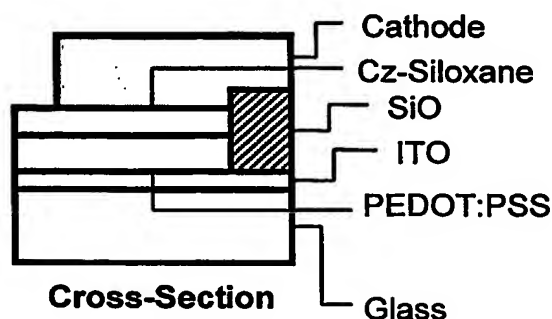 Cathode
Cz-Siloxane
SiO
ITO
PEDOT:PSS
Glass
Cross-Section